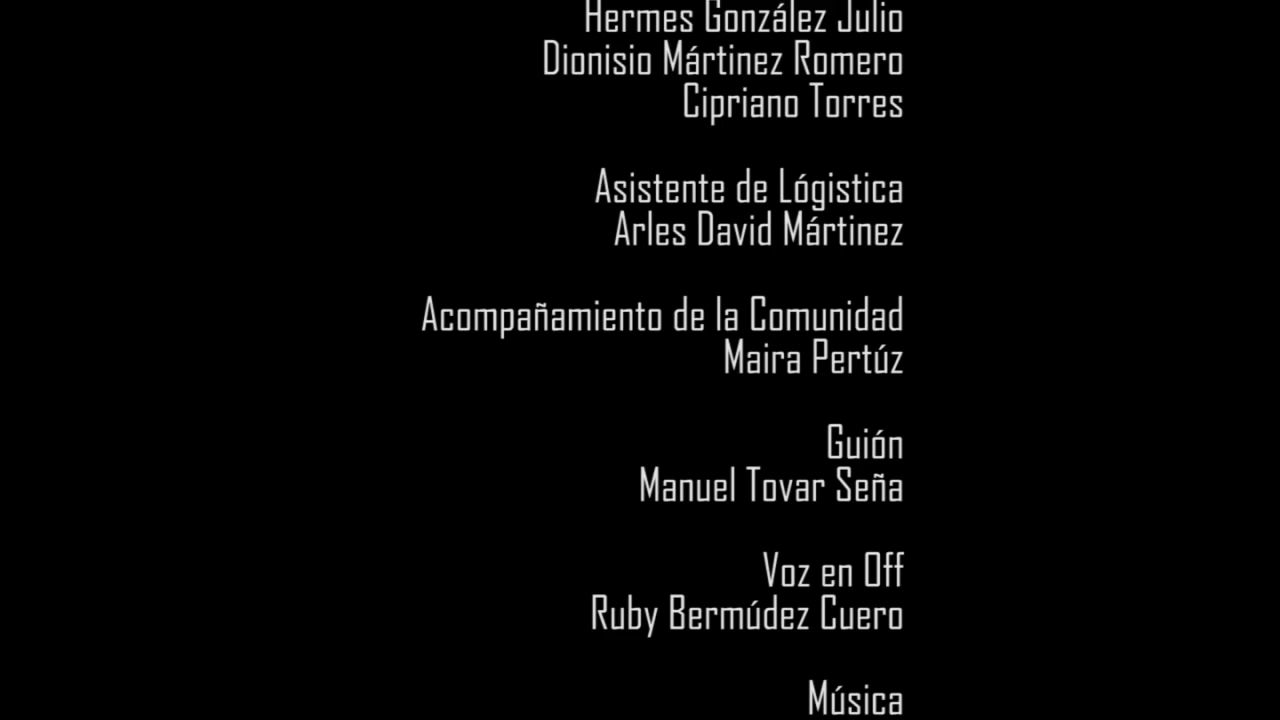 Hermes González Julio
Dionisio Mártinez Romero
Cipriano Torres
Asistente de Lógistica
Arles David Mártinez
Acompañamiento de la Comunidad
Maira Pertúz
Guión
Manuel Tovar Seña
Voz en Off
Ruby Bermúdez Cuero
Música